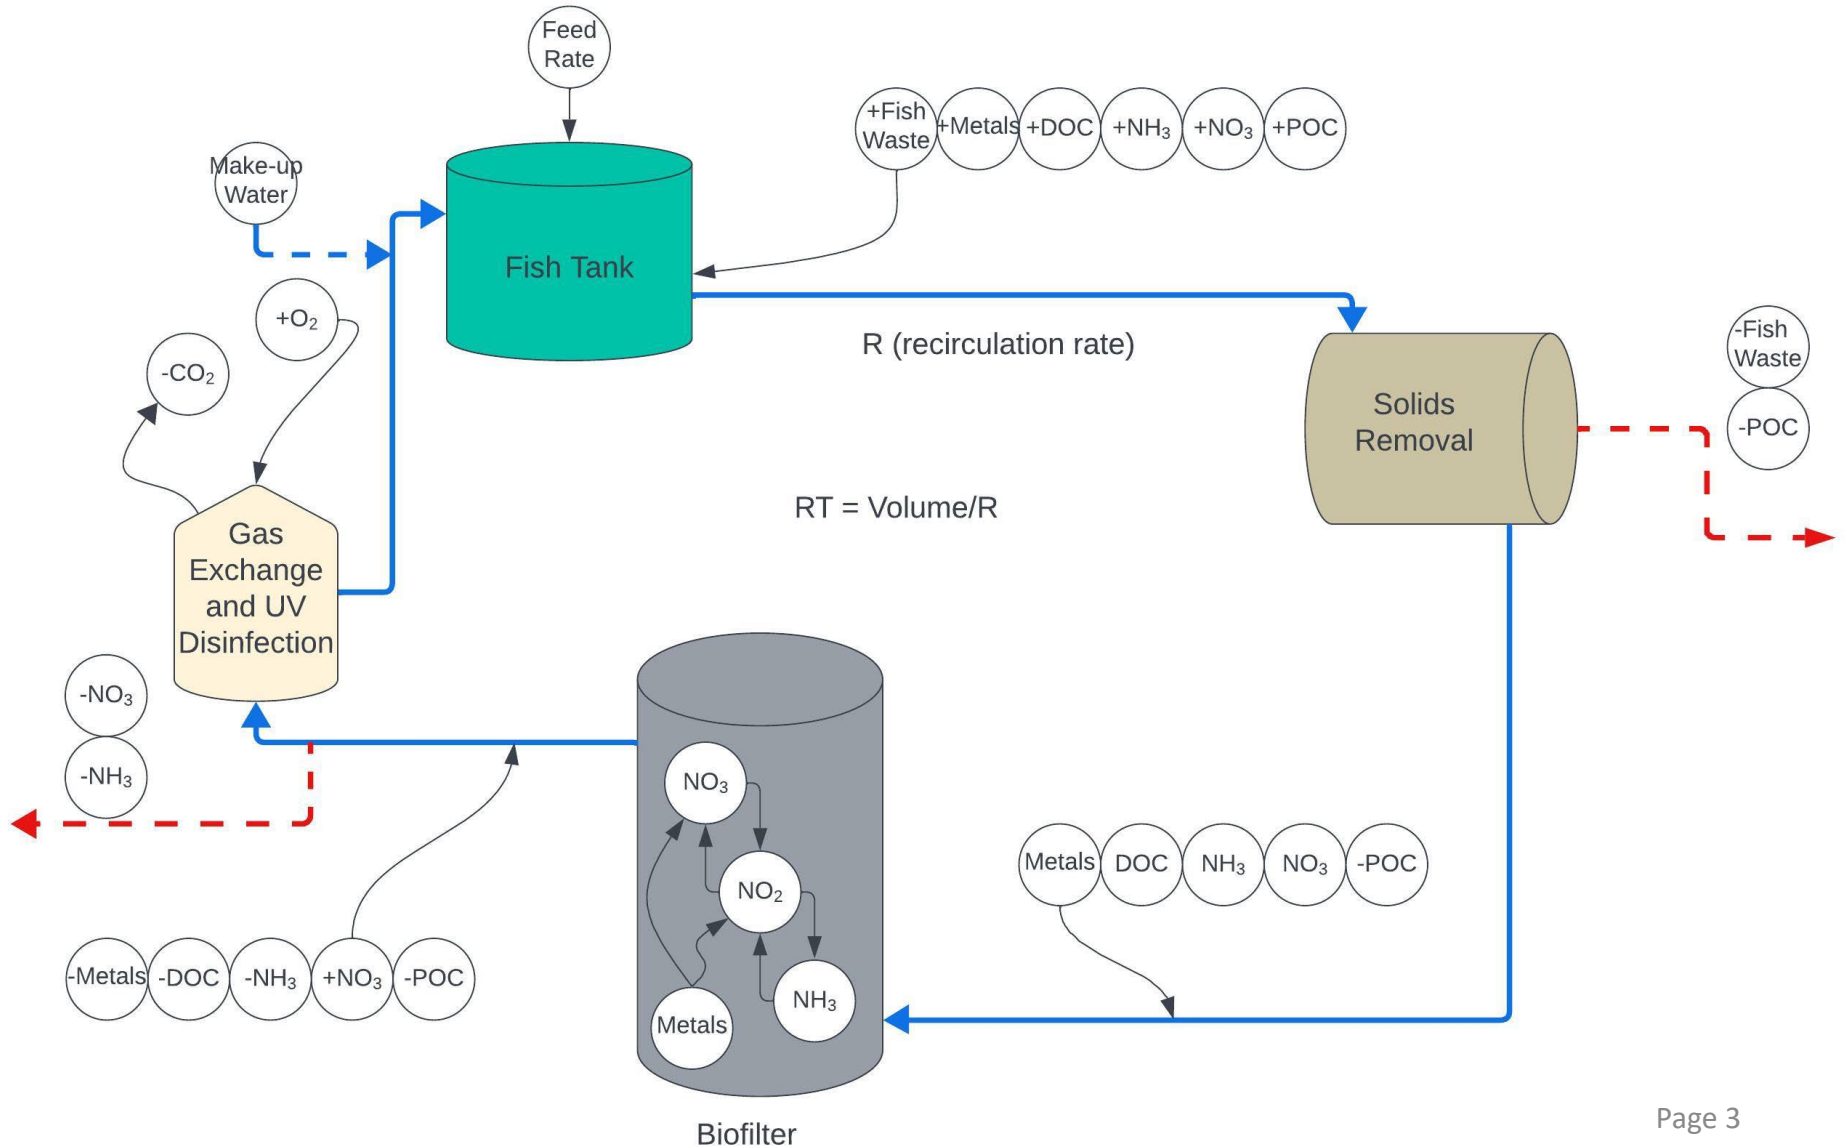 Feed
Rate
+Fish
Waste
+Metals
+DOC
+NH₃
+NO₃
+POC
Make-up
Water
Fish Tank
+O₂
-CO₂
R (recirculation rate)
-Fish
Waste
-POC
Solids
Removal
RT = Volume/R
Gas
Exchange
and UV
Disinfection
-NO₃
-NH₃
NO₃
NO₂
NH₃
Metals
Metals
DOC
NH₃
NO₃
-POC
-Metals
-DOC
-NH₃
+NO₃
-POC
Biofilter
Page 3